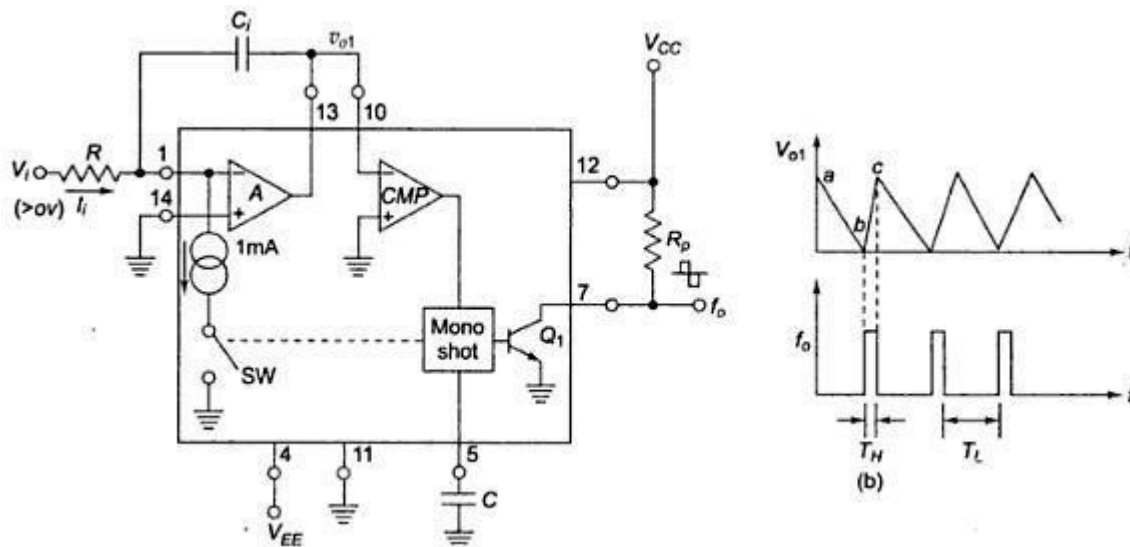 C_i
v_o1
V_CC
13
10
R
1
12
V_i
A
CMP
(>ov)
I_i
14
1mA
R_p
7
f_o
Mono
shot
Q_1
SW
4
11
5
C
V_EE
V_o1
a
c
b
t
f_o
t
T_H
T_L
(b)